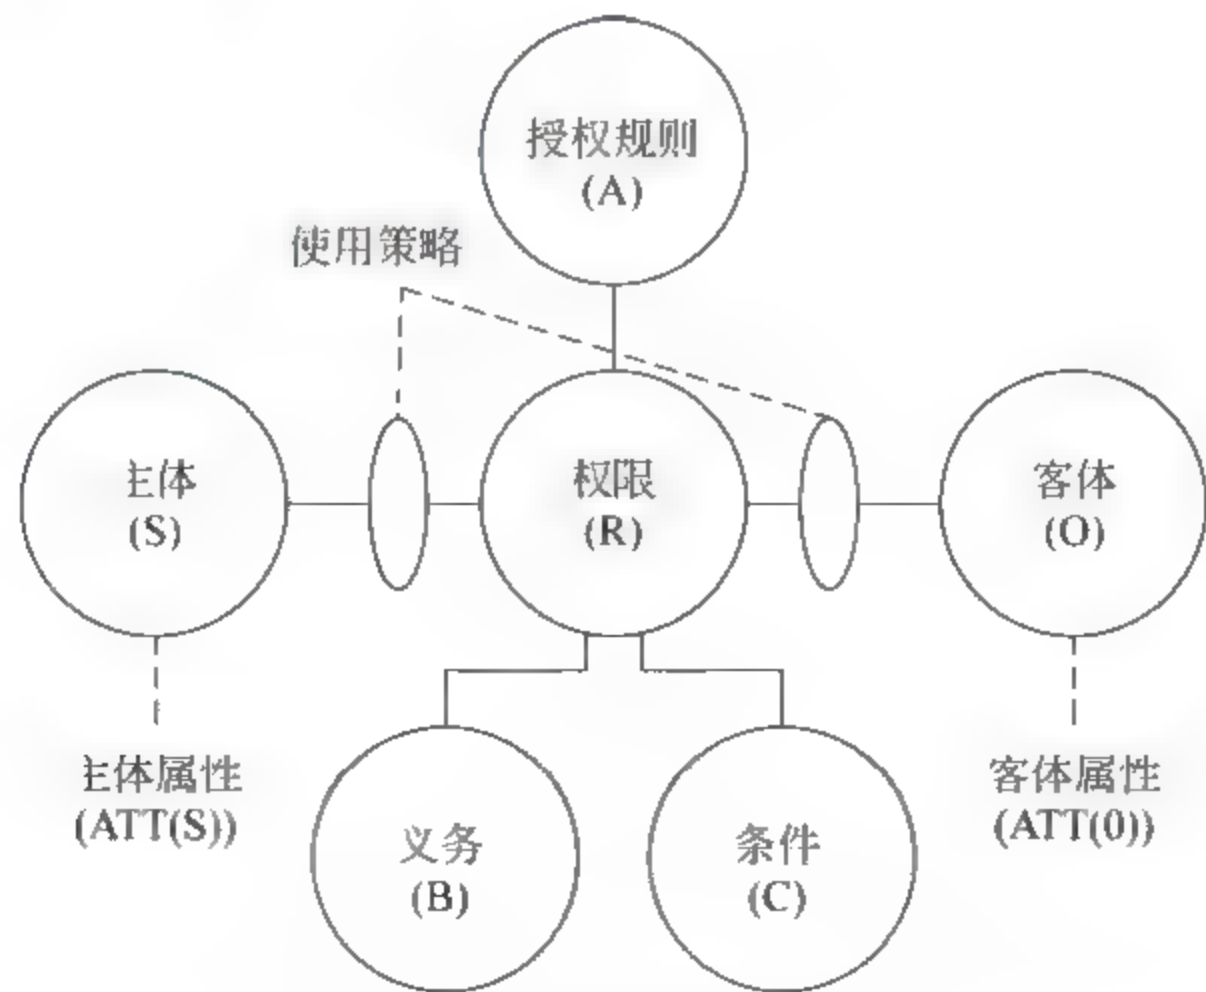 授权规则
(A)
使用策略
主体
(S)
权限
(R)
客体
(O)
主体属性
(ATT(S))
客体属性
(ATT(0))
义务
(B)
条件
(C)